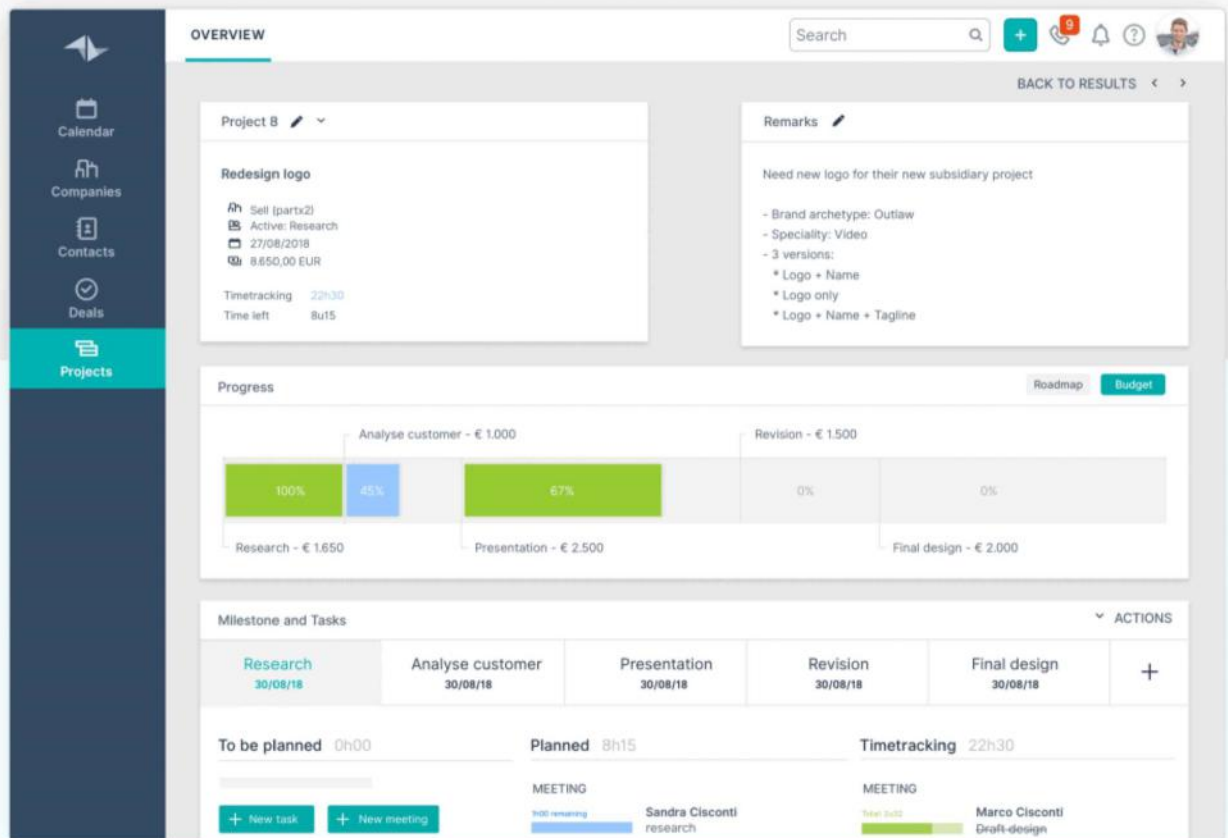 OVERVIEW
Search
9
BACK TO RESULTS
Calendar
Companies
Contacts
Deals
Projects
Project 8
Redesign logo
Sell (partx2)
Active: Research
27/08/2018
8.650,00 EUR
Timetracking 22h30
Time left 8u15
Remarks
Need new logo for their new subsidiary project
- Brand archetype: Outlaw
- Speciality: Video
- 3 versions:
* Logo + Name
* Logo only
* Logo + Name + Tagline
Progress
Roadmap Budget
Analyse customer - € 1.000 Revision - € 1.500
100% 45% 67% 0% 0%
Research - € 1.650 Presentation - € 2.500 Final design - € 2.000
Milestone and Tasks
ACTIONS
Research Analyse customer Presentation Revision Final design +
30/08/18 30/08/18 30/08/18 30/08/18 30/08/18
To be planned 0h00
+ New task + New meeting
Planned 8h15
MEETING
1h00 remaining
Sandra Cisconti
research
Timetracking 22h30
MEETING
Marco Cisconti
Draft design